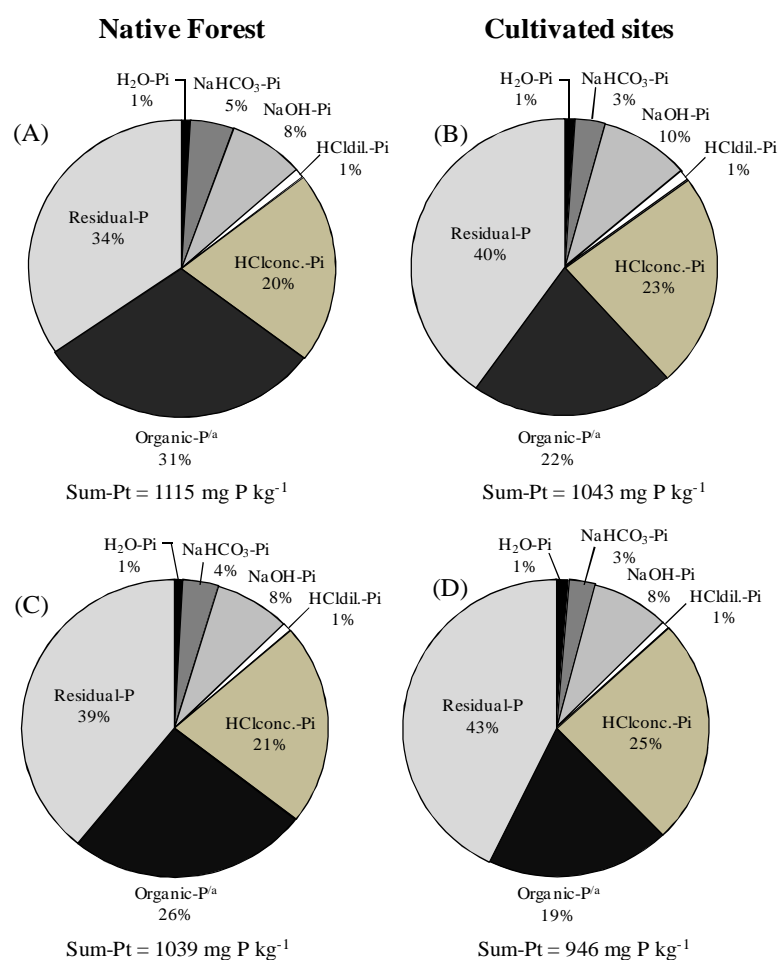 Native Forest
Cultivated sites
(A)
H₂O-Pi
1%
NaHCO₃-Pi
5%
NaOH-Pi
8%
HCldil.-Pi
1%
HClconc.-Pi
20%
Residual-P
34%
Organic-P/a
31%
Sum-Pt = 1115 mg P kg⁻¹
(B)
H₂O-Pi
1%
NaHCO₃-Pi
3%
NaOH-Pi
10%
HCldil.-Pi
1%
HClconc.-Pi
23%
Residual-P
40%
Organic-P/a
22%
Sum-Pt = 1043 mg P kg⁻¹
(C)
H₂O-Pi
1%
NaHCO₃-Pi
4%
NaOH-Pi
8%
HCldil.-Pi
1%
HClconc.-Pi
21%
Residual-P
39%
Organic-P/a
26%
Sum-Pt = 1039 mg P kg⁻¹
(D)
H₂O-Pi
1%
NaHCO₃-Pi
3%
NaOH-Pi
8%
HCldil.-Pi
1%
HClconc.-Pi
25%
Residual-P
43%
Organic-P/a
19%
Sum-Pt = 946 mg P kg⁻¹